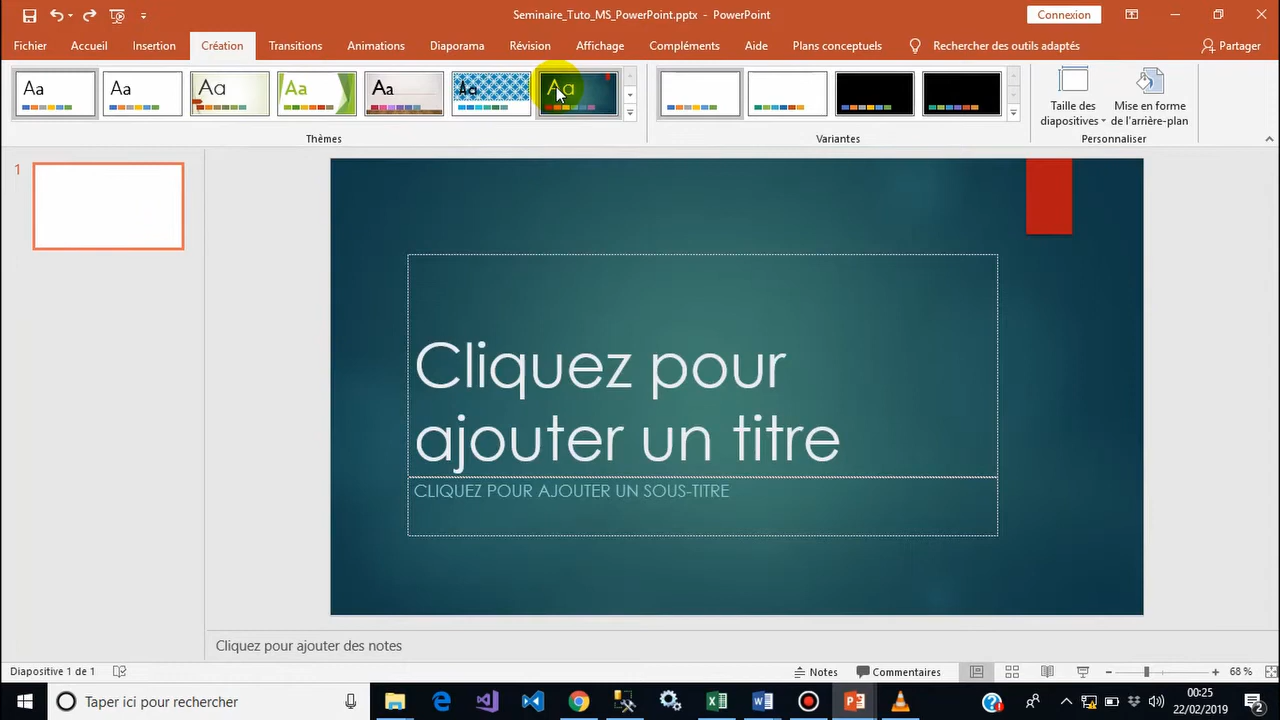 Seminaire_Tuto_MS_PowerPoint.pptx - PowerPoint
Connexion
Fichier Accueil Insertion Création Transitions Animations Diaporama Révision Affichage Compléments Aide Plans conceptuels Rechercher des outils adaptés Partager
Aa Aa Aa Aa Aa Aa Aa
Taille des diapositives
Mise en forme de l'arrière-plan
Thèmes Variantes Personnaliser
1
Cliquez pour
ajouter un titre
CLIQUEZ POUR AJOUTER UN SOUS-TITRE
Cliquez pour ajouter des notes
Diapositive 1 de 1 Notes Commentaires 68 %
Taper ici pour rechercher
00:25
22/02/2019
2